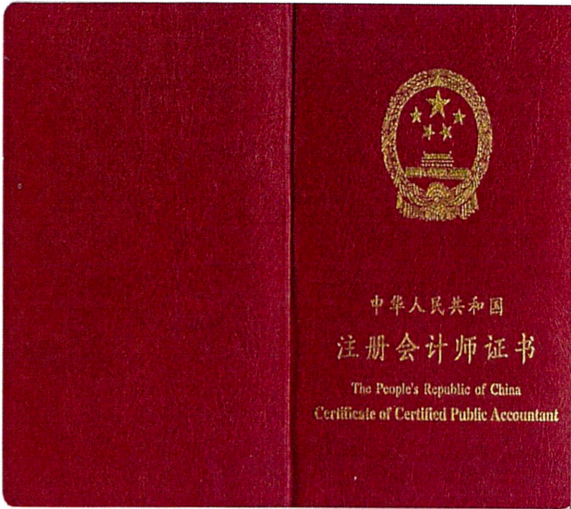 中华人民共和国
注册会计师证书
The People's Republic of China
Certificate of Certified Public Accountant